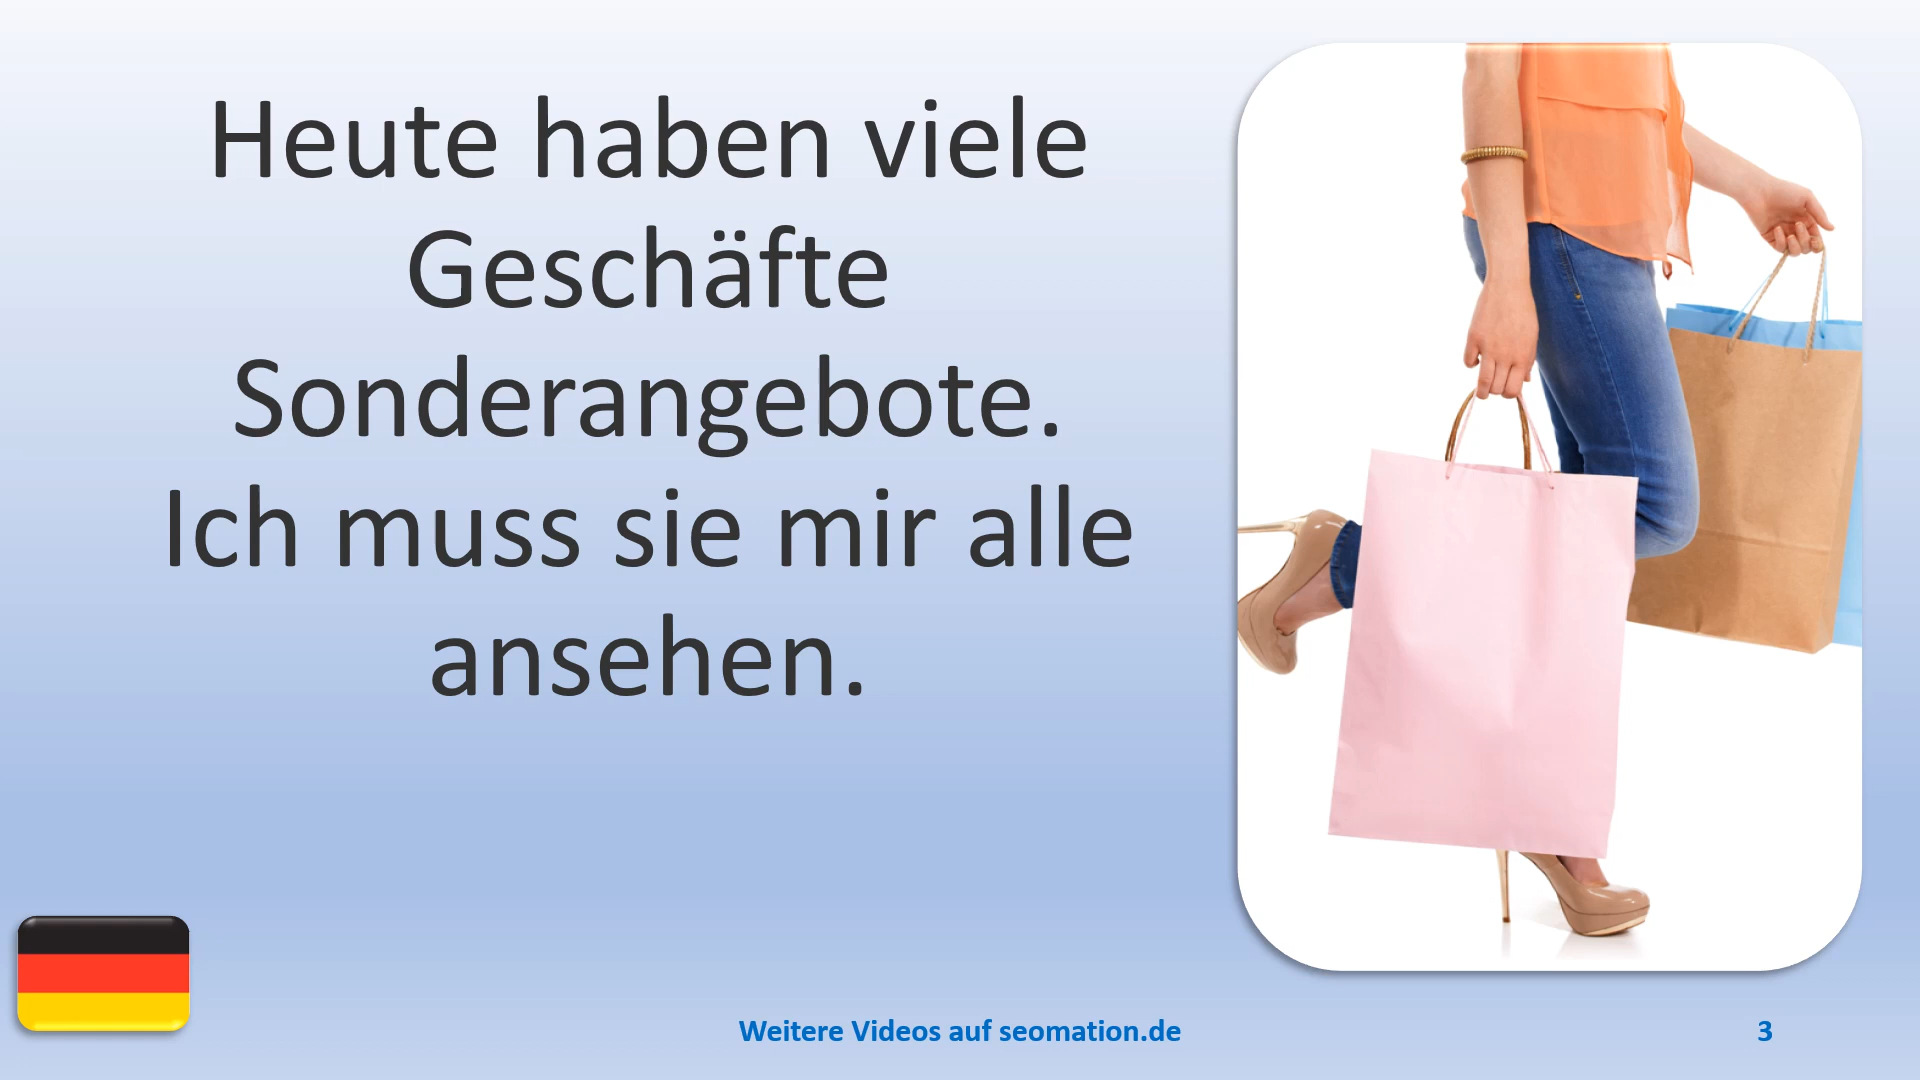 Heute haben viele
Geschäfte
Sonderangebote.
Ich muss sie mir alle
ansehen.
Weitere Videos auf seomation.de
3